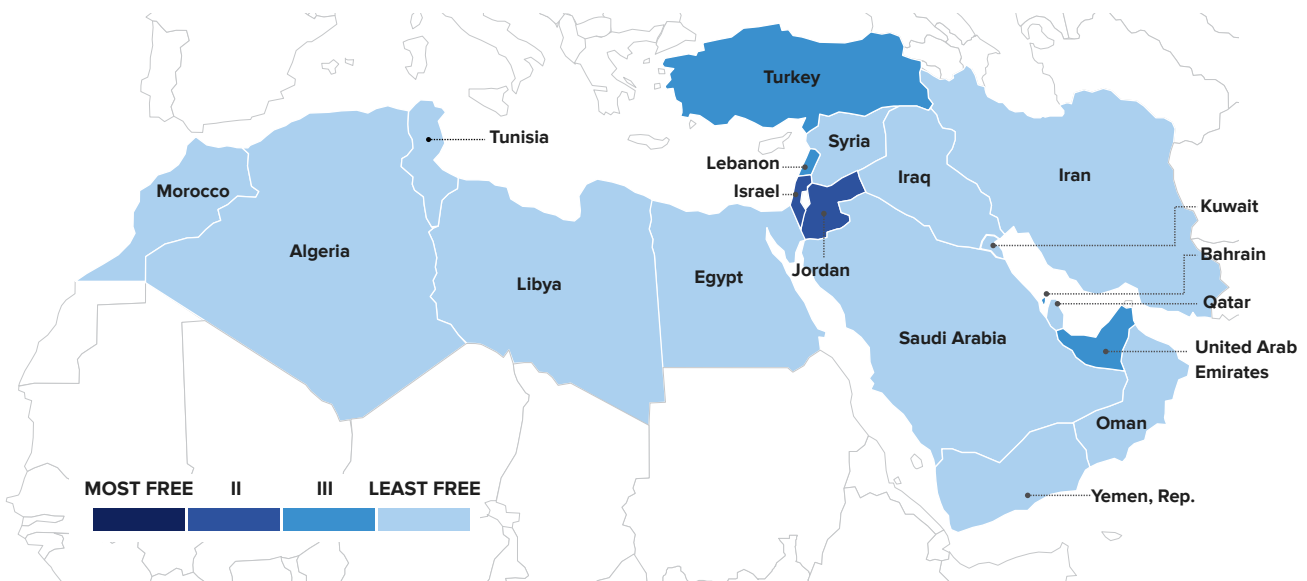 Turkey
Tunisia
Syria
Lebanon
Morocco
Israel
Iraq
Iran
Kuwait
Algeria
Bahrain
Jordan
Libya
Egypt
Qatar
Saudi Arabia
United Arab
Emirates
Oman
MOST FREE II III LEAST FREE
Yemen, Rep.